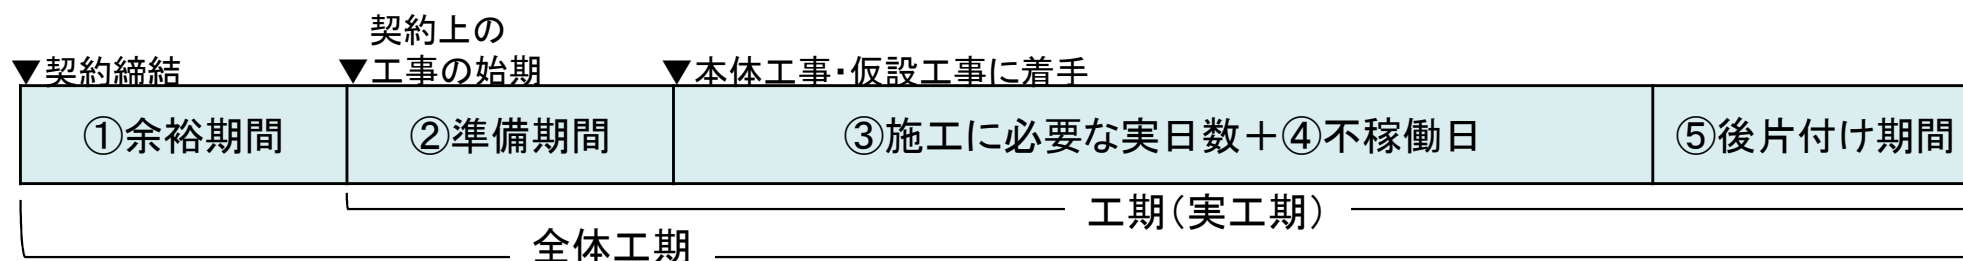 契約上の
▼契約締結 ▼工事の始期 ▼本体工事・仮設工事に着手
①余裕期間 ②準備期間 ③施工に必要な実日数＋④不稼働日 ⑤後片付け期間
工期（実工期）
全体工期